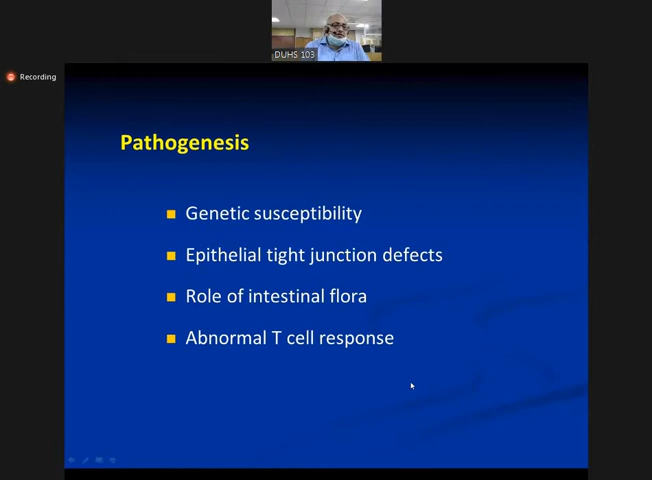 DUHS 103
Recording
Pathogenesis
Genetic susceptibility
Epithelial tight junction defects
Role of intestinal flora
Abnormal T cell response